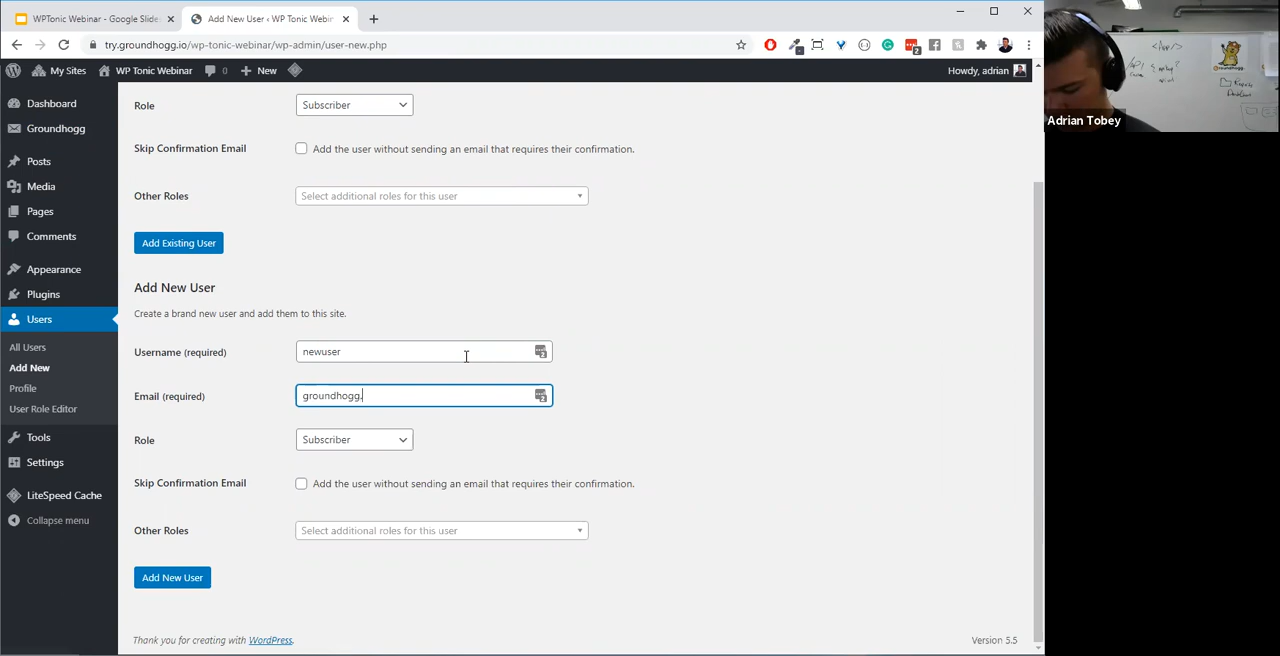 WPTonic Webinar - Google Slide
Add New User ‹ WP Tonic Webin
try.groundhogg.io/wp-tonic-webinar/wp-admin/user-new.php
My Sites
WP Tonic Webinar
0
New
Howdy, adrian
Dashboard
Groundhogg
Posts
Media
Pages
Comments
Appearance
Plugins
Users
All Users
Add New
Profile
User Role Editor
Tools
Settings
LiteSpeed Cache
Collapse menu
Role
Subscriber
Skip Confirmation Email
Add the user without sending an email that requires their confirmation.
Other Roles
Select additional roles for this user
Add Existing User
Add New User
Create a brand new user and add them to this site.
Username (required)
newuser
Email (required)
groundhogg.
Role
Subscriber
Skip Confirmation Email
Add the user without sending an email that requires their confirmation.
Other Roles
Select additional roles for this user
Add New User
Thank you for creating with WordPress.
Version 5.5
Adrian Tobey